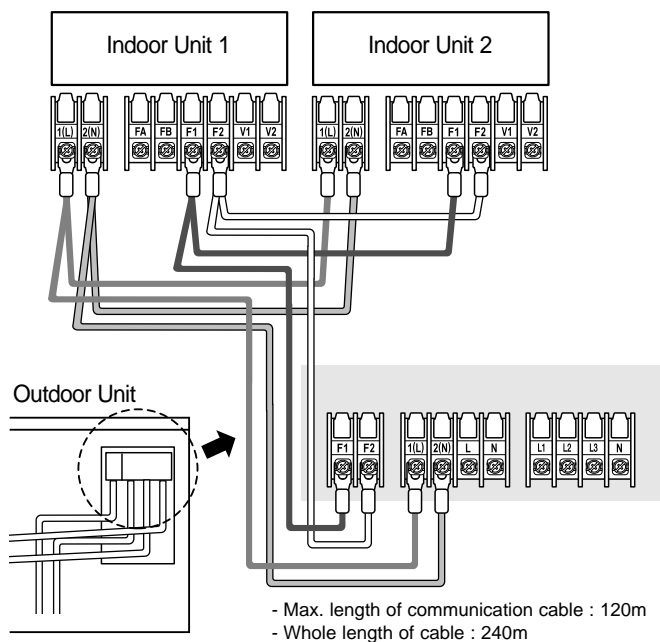 Indoor Unit 1 Indoor Unit 2
1(L) 2(N) FA FB F1 F2 V1 V2 1(L) 2(N) FA FB F1 F2 V1 V2
Outdoor Unit
F1 F2 1(L) 2(N) L N L1 L2 L3 N
- Max. length of communication cable : 120m
- Whole length of cable : 240m